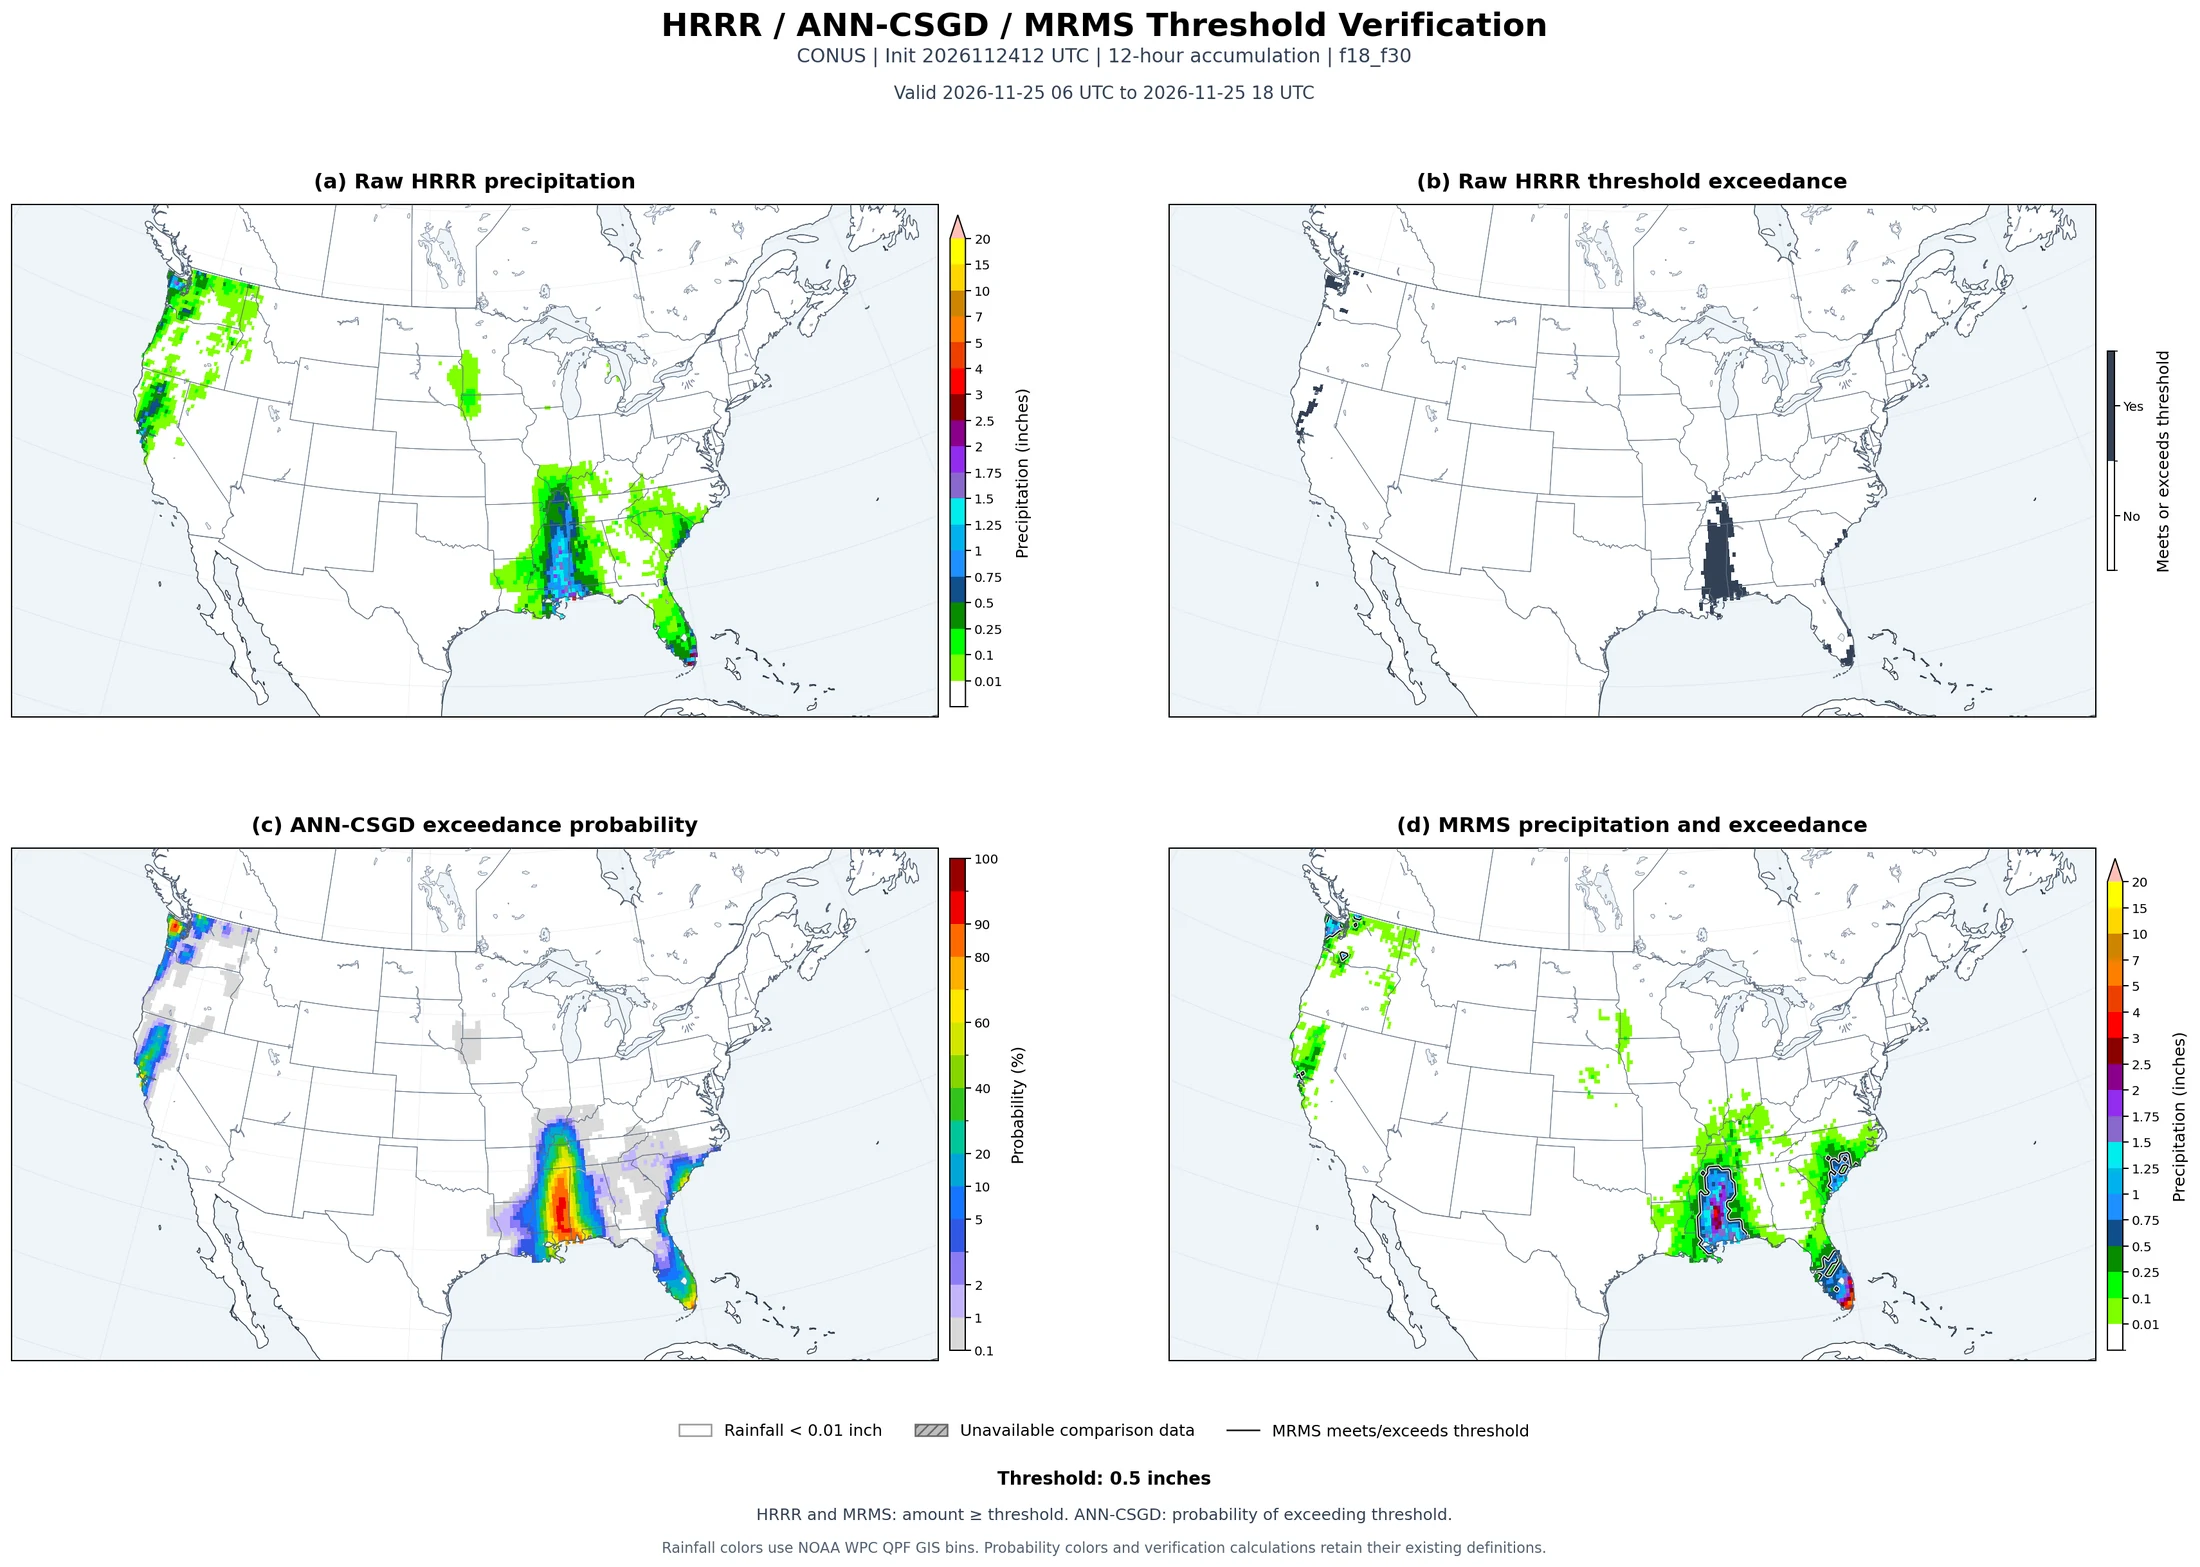 HRRR / ANN-CSGD / MRMS Threshold Verification
CONUS | Init 2026112412 UTC | 12-hour accumulation | f18_f30
Valid 2026-11-25 06 UTC to 2026-11-25 18 UTC
(a) Raw HRRR precipitation
20
15
10
7
5
4
3
2.5
2
1.75
1.5
1.25
1
0.75
0.5
0.25
0.1
0.01
Precipitation (inches)
(b) Raw HRRR threshold exceedance
Yes
No
Meets or exceeds threshold
(c) ANN-CSGD exceedance probability
100
90
80
60
40
20
10
5
2
1
0.1
Probability (%)
(d) MRMS precipitation and exceedance
20
15
10
7
5
4
3
2.5
2
1.75
1.5
1.25
1
0.75
0.5
0.25
0.1
0.01
Precipitation (inches)
Rainfall < 0.01 inch
Unavailable comparison data
MRMS meets/exceeds threshold
Threshold: 0.5 inches
HRRR and MRMS: amount ≥ threshold. ANN-CSGD: probability of exceeding threshold.
Rainfall colors use NOAA WPC QPF GIS bins. Probability colors and verification calculations retain their existing definitions.